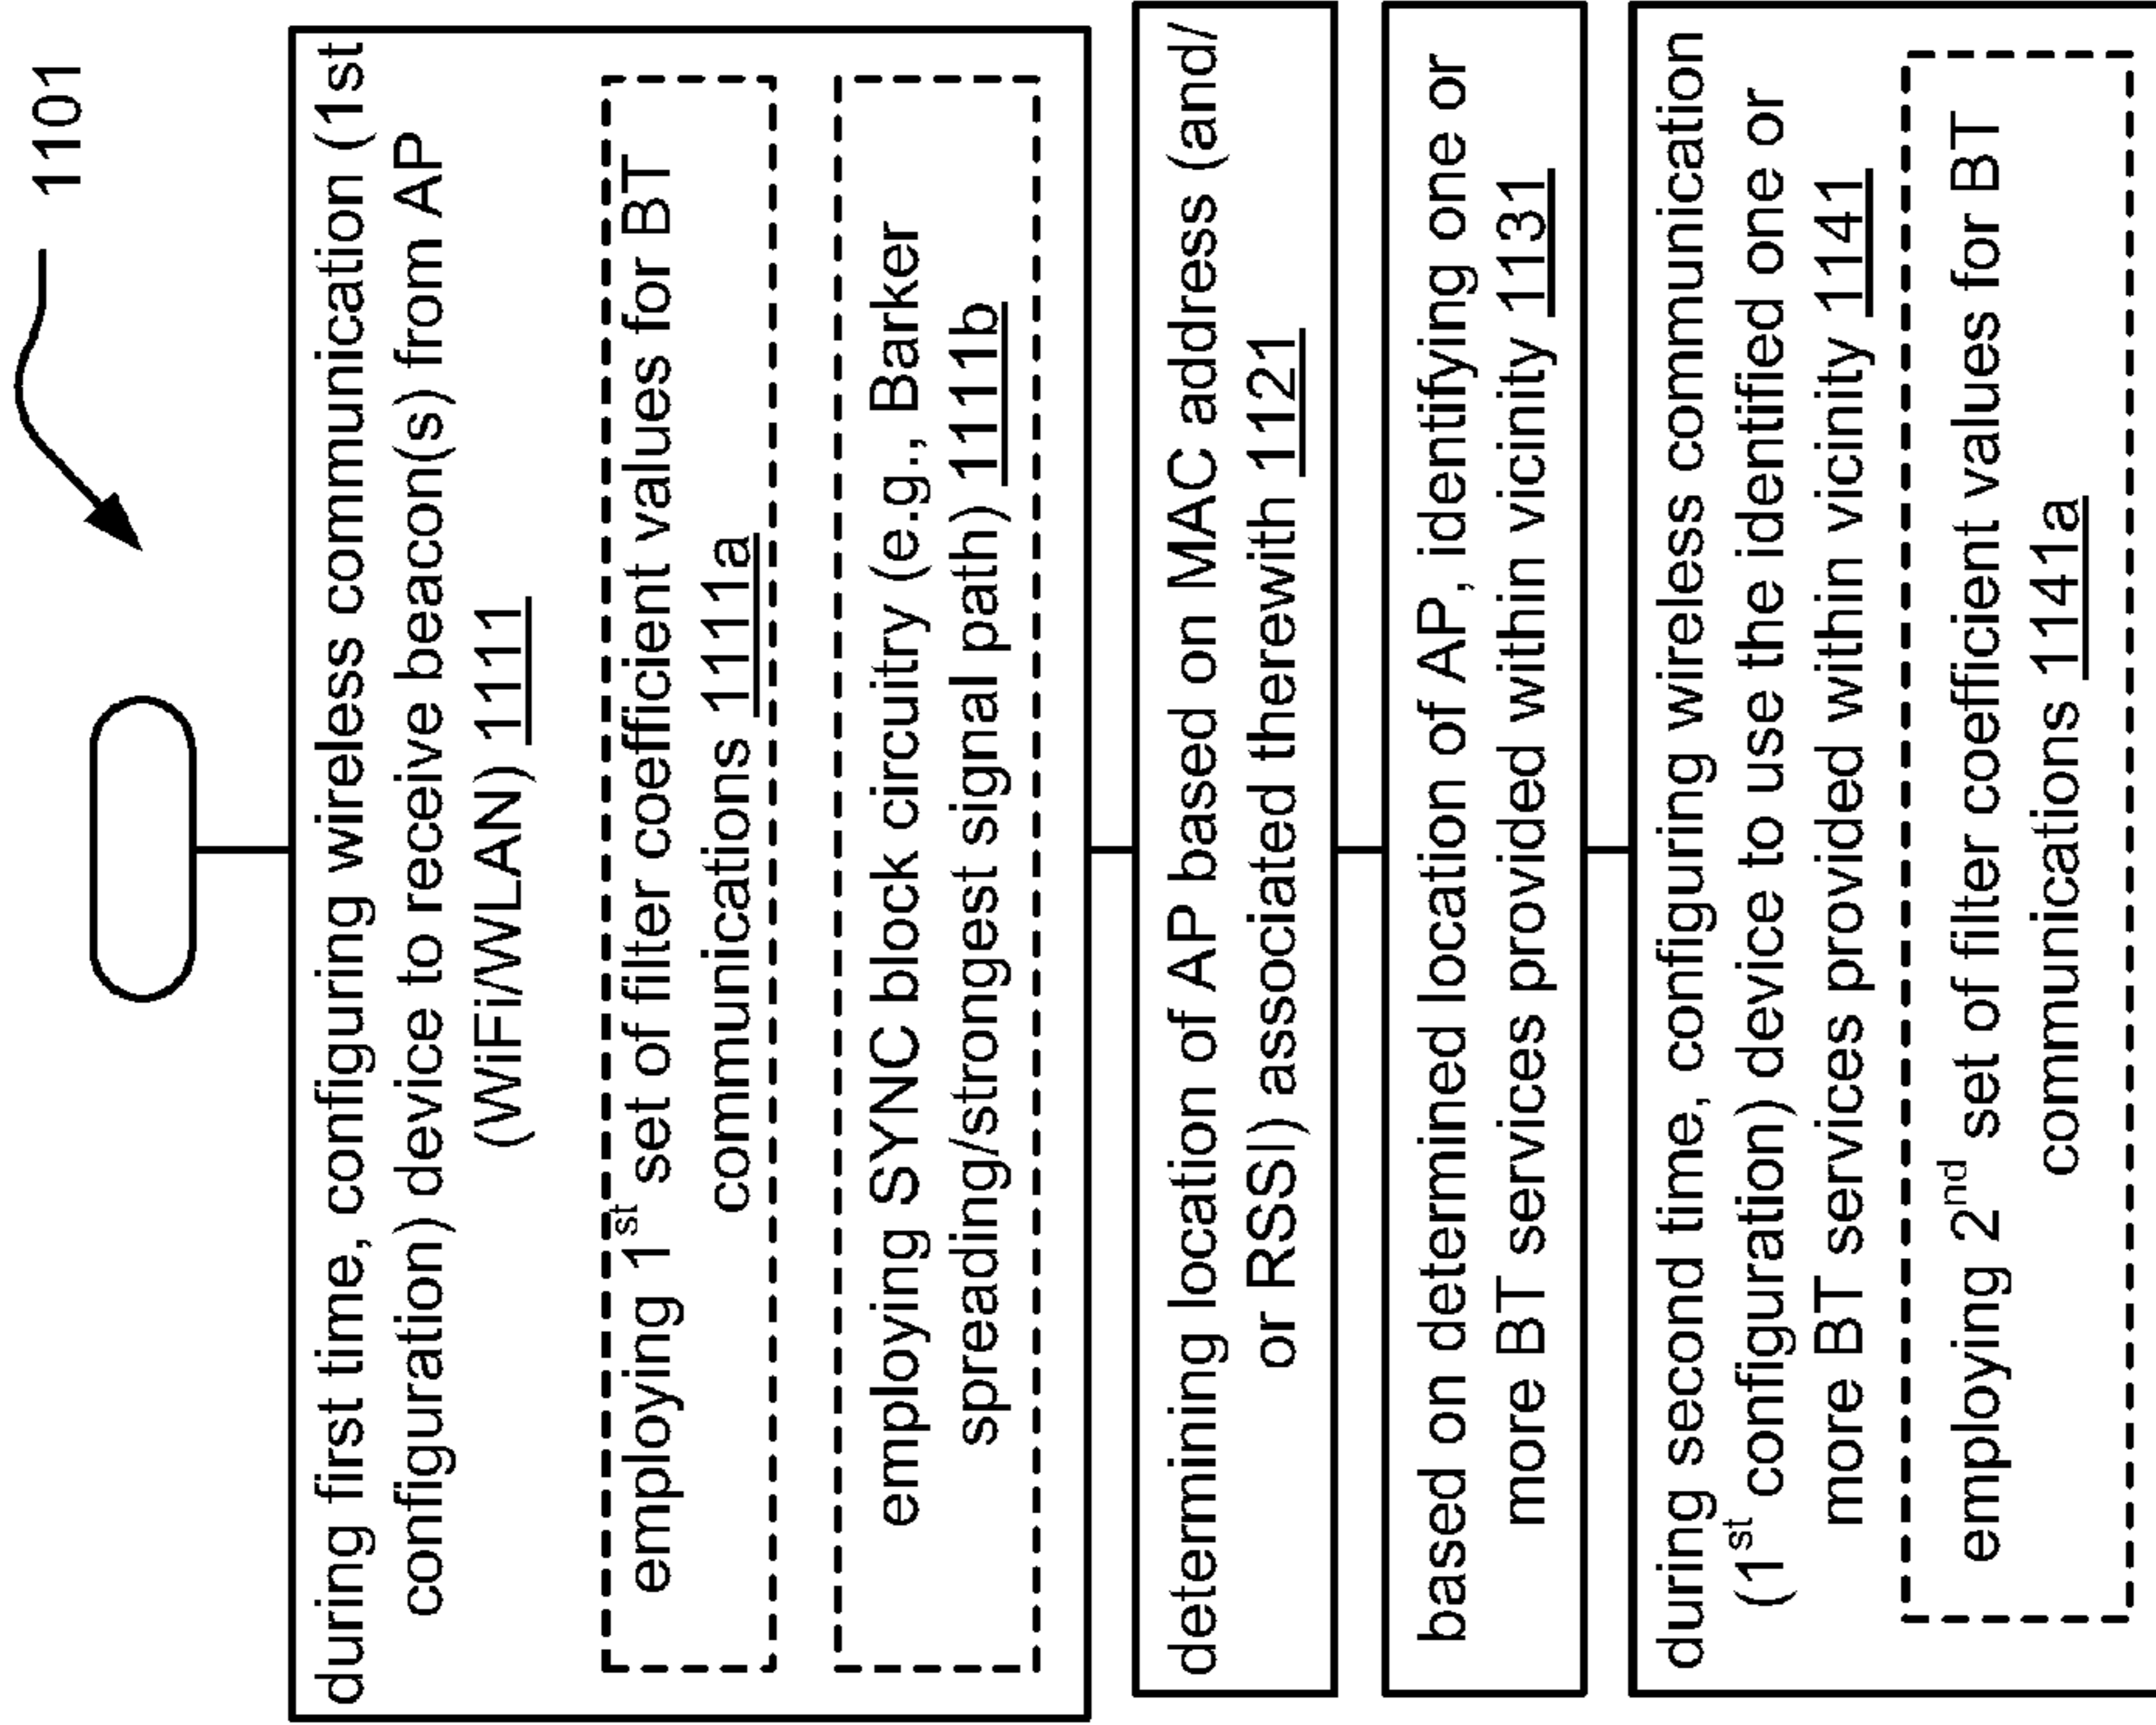 1101
during first time, configuring wireless communication (1st
configuration) device to receive beacon(s) from AP
(WiFi/WLAN) 1111
employing 1st set of filter coefficient values for BT
communications 1111a
employing SYNC block circuitry (e.g., Barker
spreading/strongest signal path) 1111b
determining location of AP based on MAC address (and/
or RSSI) associated therewith 1121
based on determined location of AP, identifying one or
more BT services provided within vicinity 1131
during second time, configuring wireless communication
(1st configuration) device to use the identified one or
more BT services provided within vicinity 1141
employing 2nd set of filter coefficient values for BT
communications 1141a